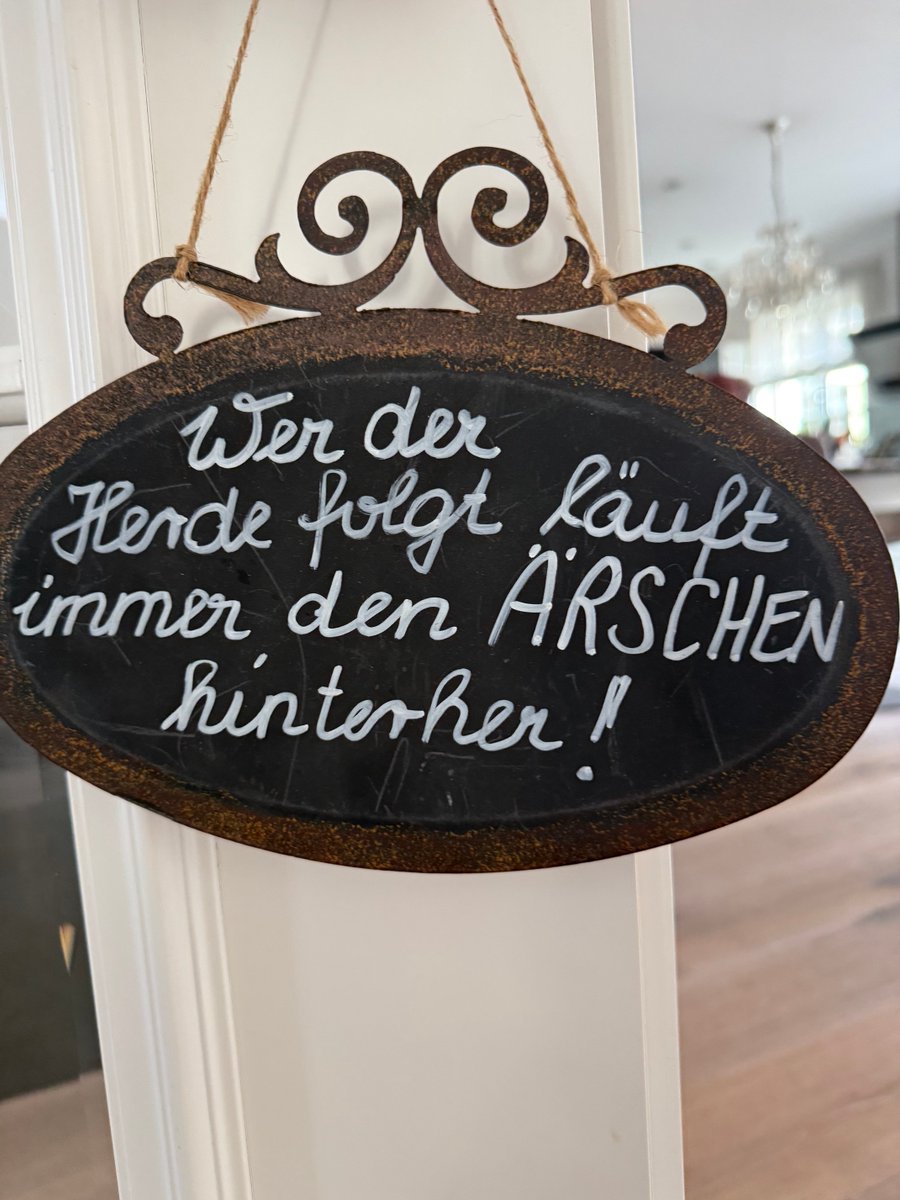 Wer der
Herde folgt läuft
immer den ÄRSCHEN
hinterher!